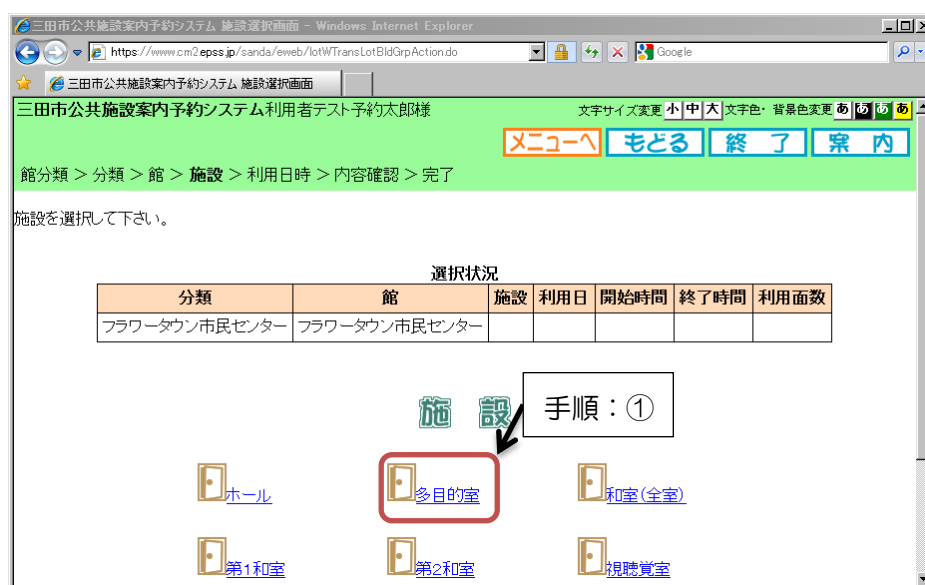 三田市公共施設案内予約システム 施設選択画面 - Windows Internet Explorer
https://www.cm2.epss.jp/sanda/eweb/lotWTransLotBldGrpAction.do
Google
三田市公共施設案内予約システム 施設選択画面
三田市公共施設案内予約システム利用者テスト予約太郎様
文字サイズ変更 小 中 大 文字色・ 背景色変更 あ あ あ あ
メニューへ もどる 終了 案内
館分類 > 分類 > 館 > 施設 > 利用日時 > 内容確認 > 完了
施設を選択して下さい。
選択状況
分類 館 施設 利用日 開始時間 終了時間 利用面数
フラワータウン市民センター フラワータウン市民センター
施設
手順：①
ホール 多目的室 和室(全室)
第1和室 第2和室 視聴覚室